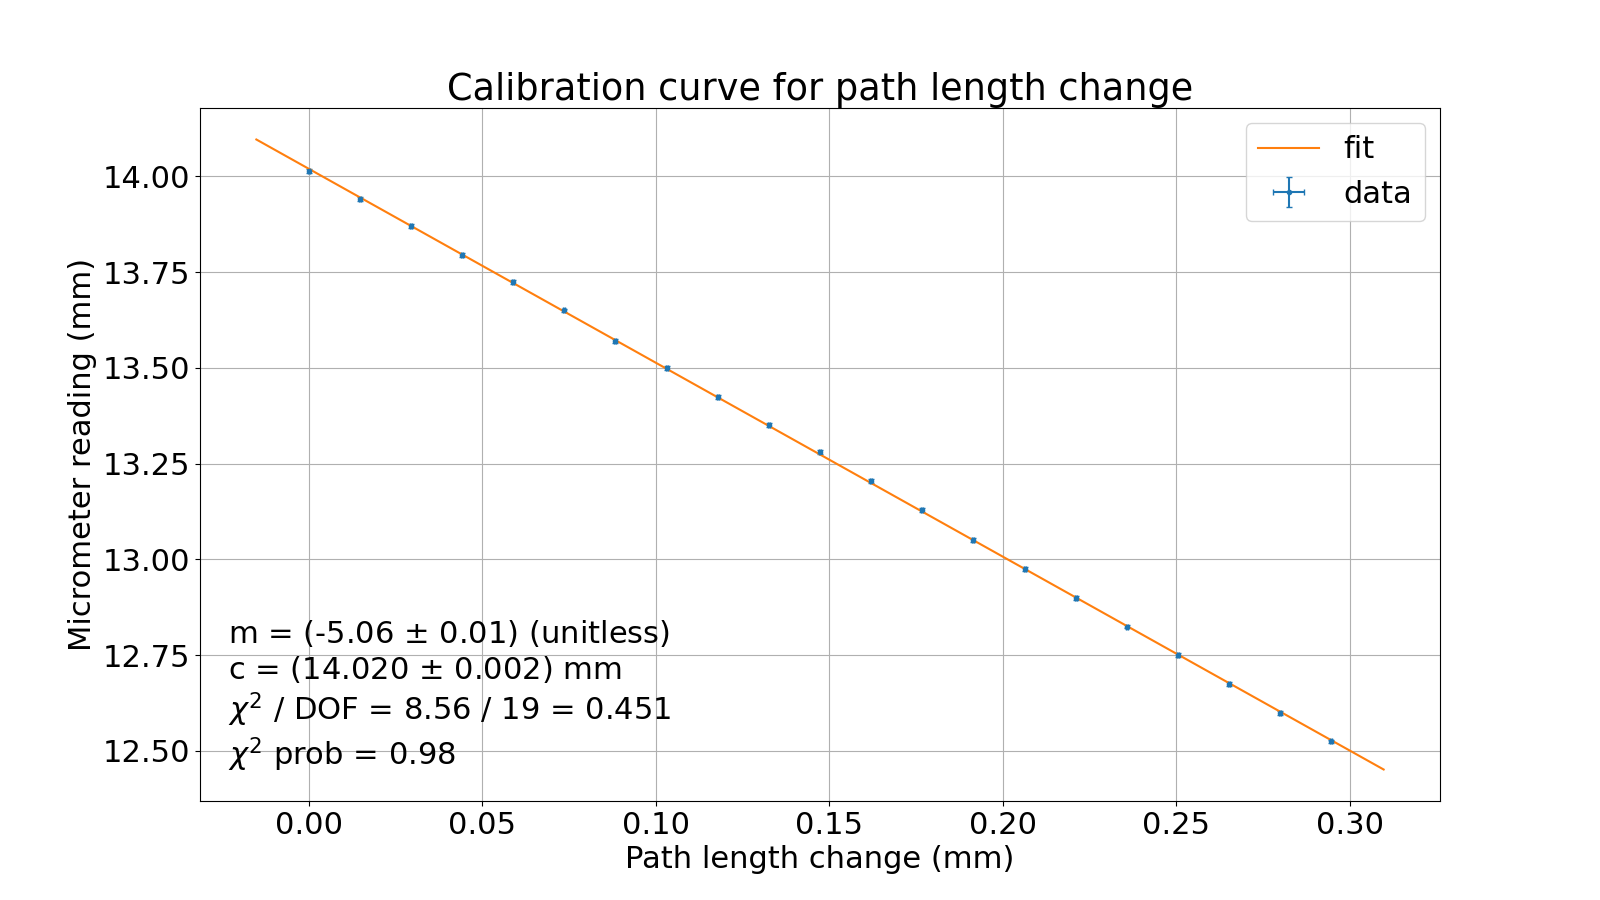 Calibration curve for path length change
Micrometer reading (mm)
14.00
13.75
13.50
13.25
13.00
12.75
12.50
fit
data
m = (-5.06 ± 0.01) (unitless)
c = (14.020 ± 0.002) mm
χ² / DOF = 8.56 / 19 = 0.451
χ² prob = 0.98
0.00 0.05 0.10 0.15 0.20 0.25 0.30
Path length change (mm)